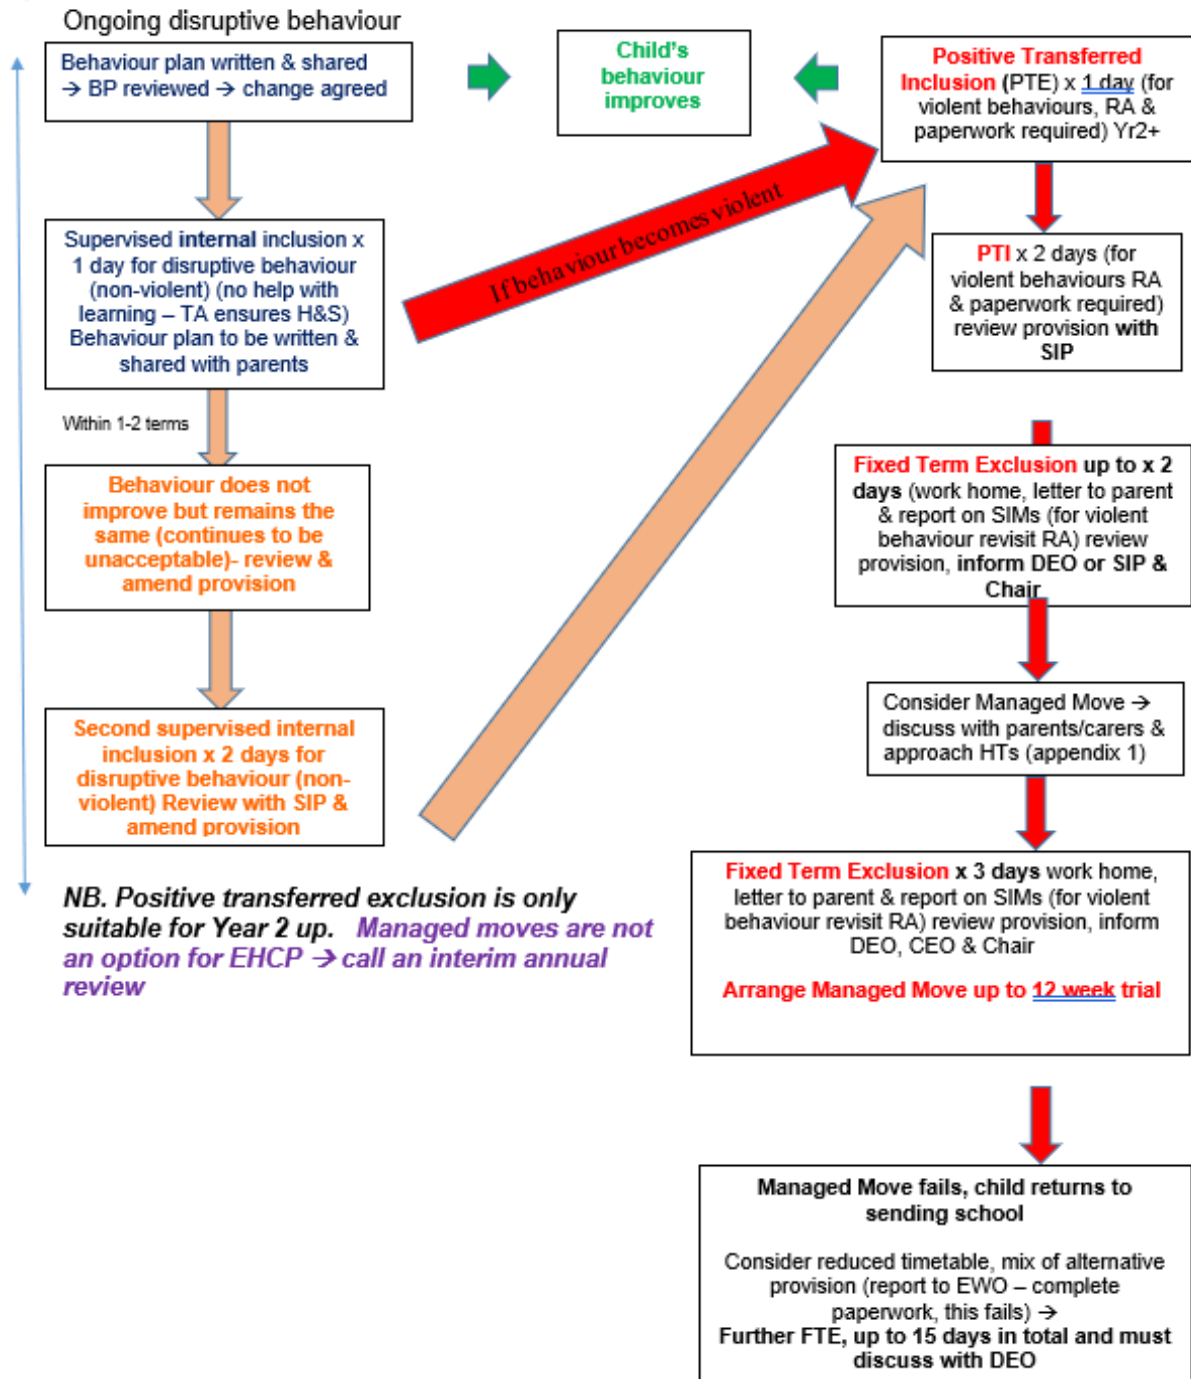 Ongoing disruptive behaviour
Behaviour plan written & shared
→ BP reviewed → change agreed
Child's
behaviour
improves
Positive Transferred
Inclusion (PTE) x 1 day (for
violent behaviours, RA &
paperwork required) Yr2+
If behaviour becomes violent
Supervised internal inclusion x
1 day for disruptive behaviour
(non-violent) (no help with
learning – TA ensures H&S)
Behaviour plan to be written &
shared with parents
PTI x 2 days (for
violent behaviours RA
& paperwork required)
review provision with
SIP
Within 1-2 terms
Behaviour does not
improve but remains the
same (continues to be
unacceptable)- review &
amend provision
Fixed Term Exclusion up to x 2
days (work home, letter to parent
& report on SIMs (for violent
behaviour revisit RA) review
provision, inform DEO or SIP &
Chair
Second supervised internal
inclusion x 2 days for
disruptive behaviour (non-
violent) Review with SIP &
amend provision
Consider Managed Move →
discuss with parents/carers &
approach HTs (appendix 1)
NB. Positive transferred exclusion is only
suitable for Year 2 up. Managed moves are not
an option for EHCP → call an interim annual
review
Fixed Term Exclusion x 3 days work home,
letter to parent & report on SIMs (for violent
behaviour revisit RA) review provision, inform
DEO, CEO & Chair
Arrange Managed Move up to 12 week trial
Managed Move fails, child returns to
sending school
Consider reduced timetable, mix of alternative
provision (report to EWO – complete
paperwork, this fails) →
Further FTE, up to 15 days in total and must
discuss with DEO